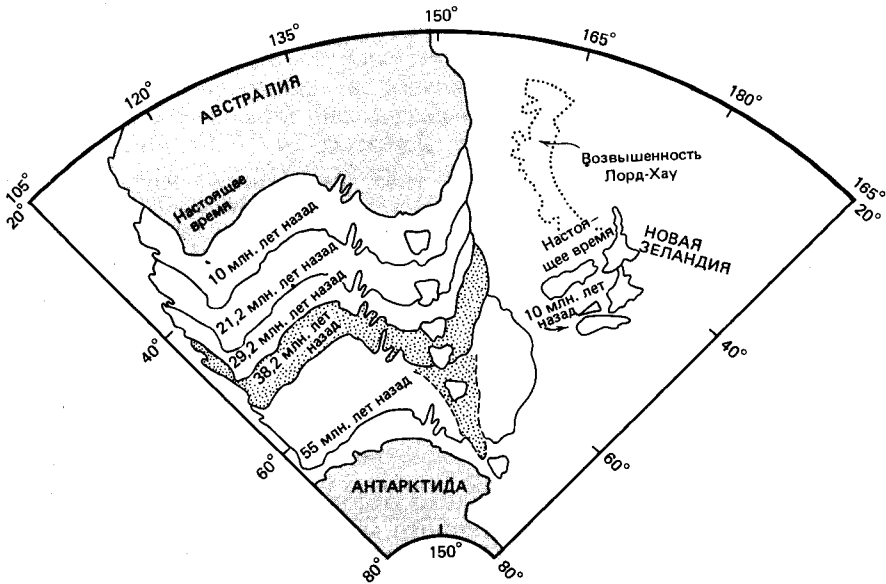 150°
135°
165°
120°
180°
АВСТРАЛИЯ
Возвышенность
Лорд-Хау
105°
20°
165°
20°
Настоящее
время
Настоя-
щее время
НОВАЯ
ЗЕЛАНДИЯ
10 млн. лет назад
10 млн. лет
назад
21,2 млн. лет назад
29,2 млн. лет назад
38,2 млн. лет
назад
40°
40°
55 млн. лет назад
60°
60°
АНТАРКТИДА
80°
150°
80°